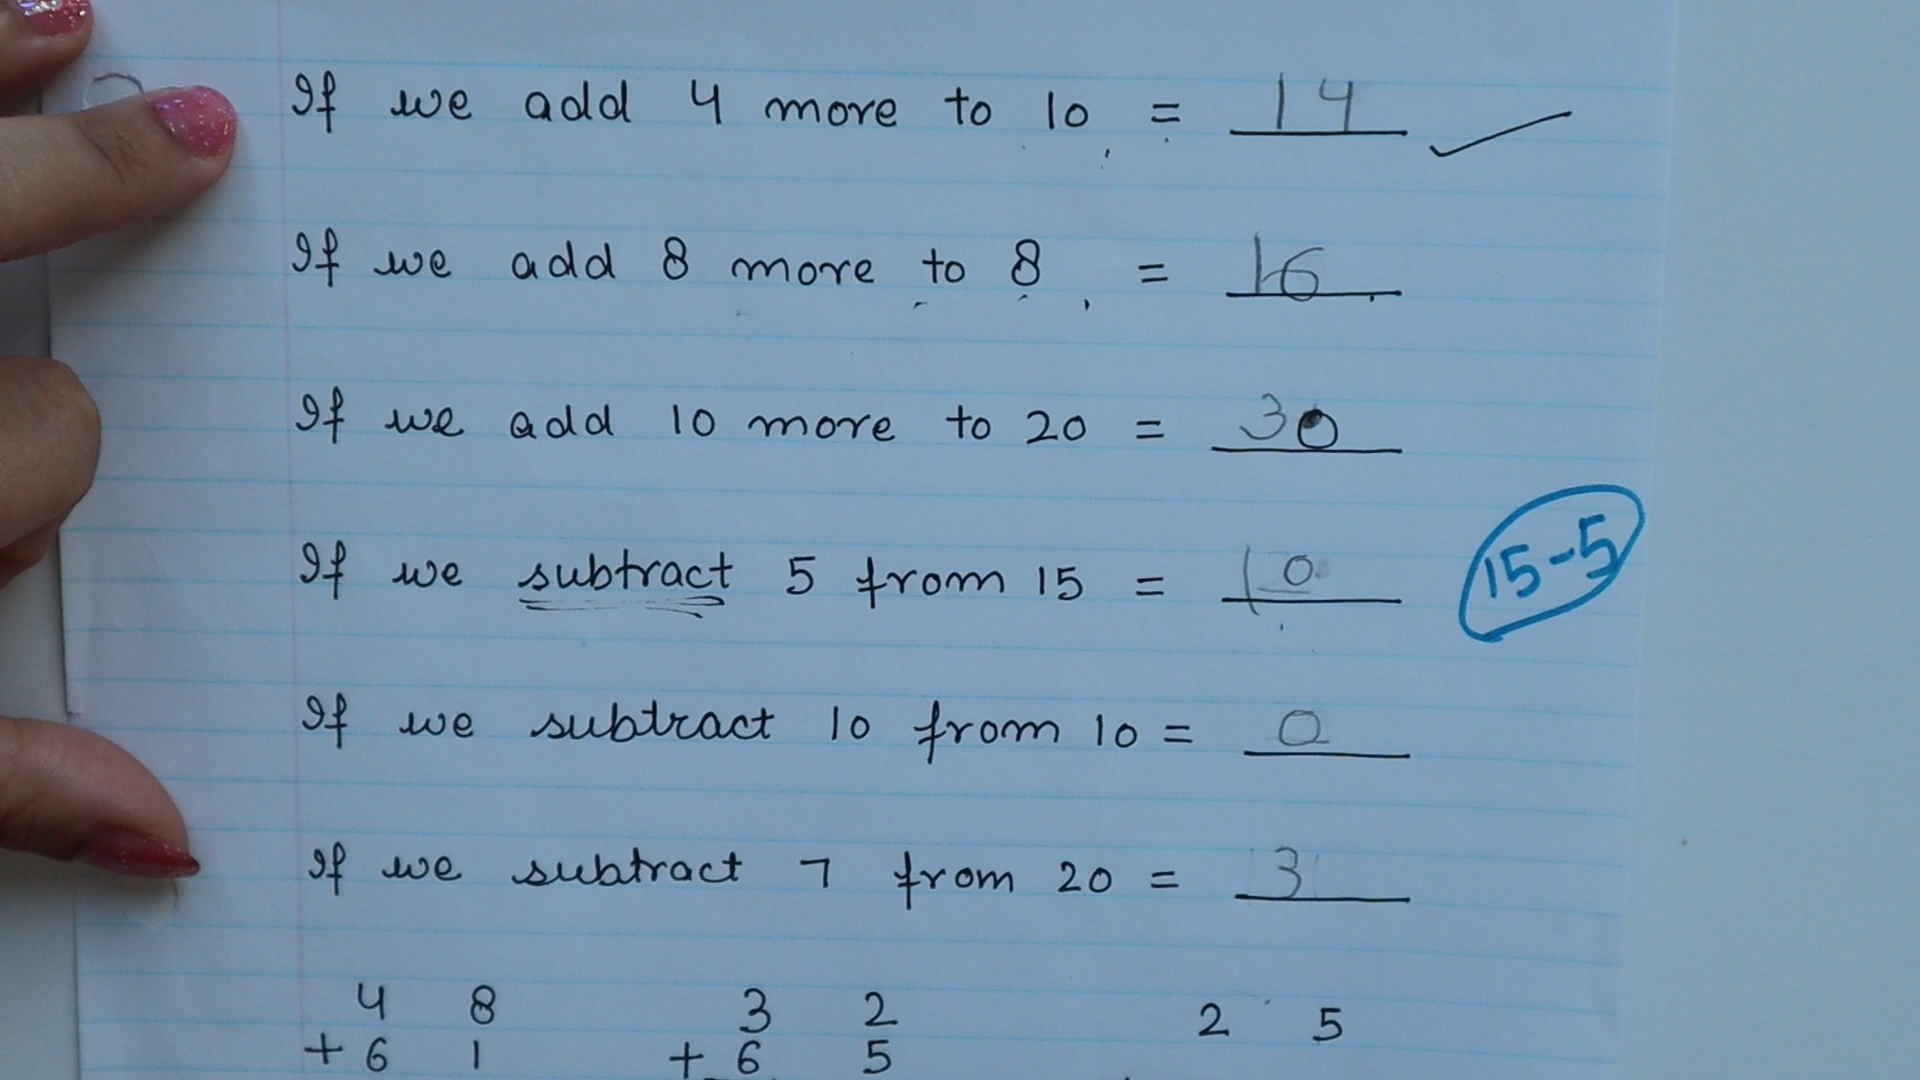 If we add 4 more to 10 = 14
If we add 8 more to 8 = 16
If we add 10 more to 20 = 30
If we subtract 5 from 15 = 10
15-5
If we subtract 10 from 10 = 0
If we subtract 7 from 20 = 3
4 8 3 2 2 5
+ 6 1 + 6 5